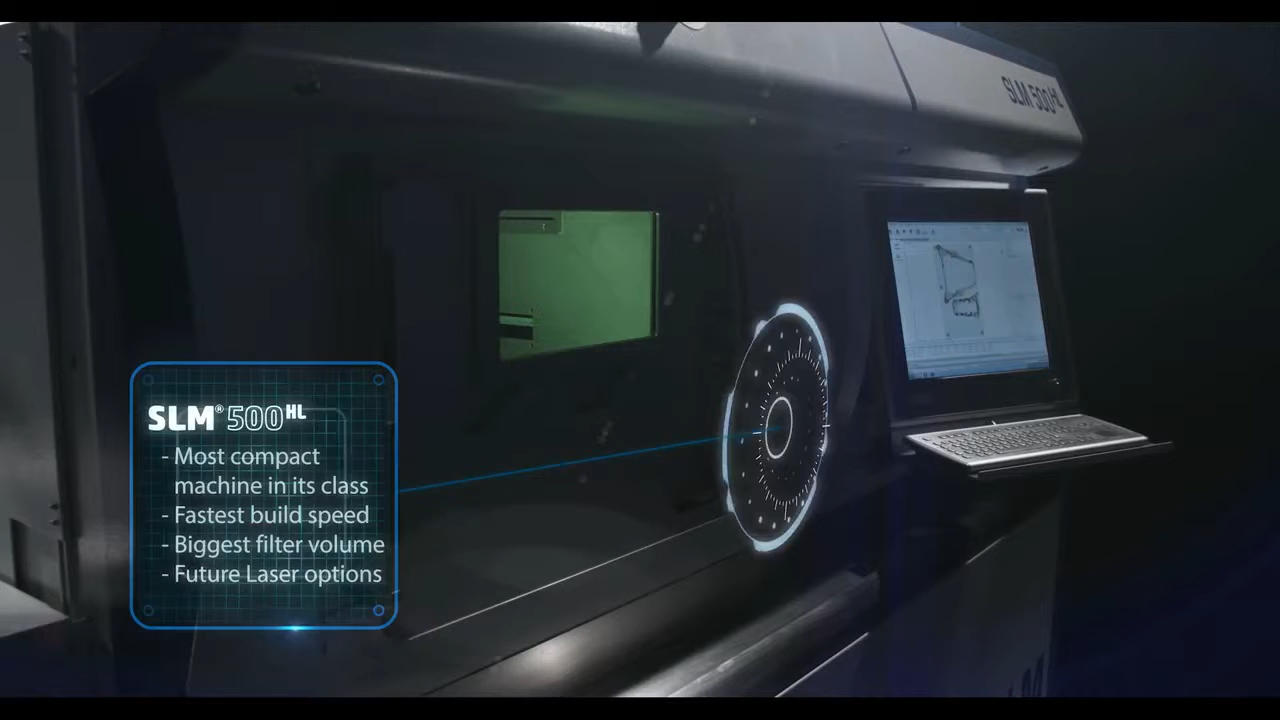 SLM 500HL
SLM® 500HL
- Most compact
machine in its class
- Fastest build speed
- Biggest filter volume
- Future Laser options